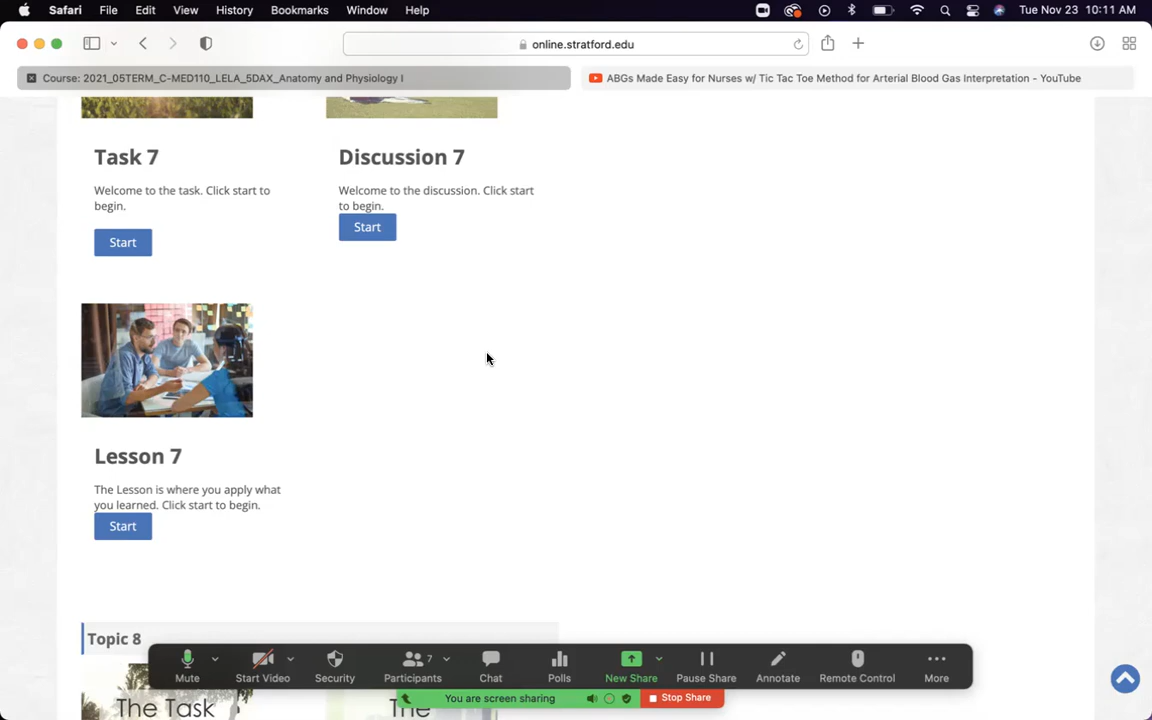 Safari File Edit View History Bookmarks Window Help Tue Nov 23 10:11 AM
online.stratford.edu
Course: 2021_05TERM_C-MED110_LELA_5DAX_Anatomy and Physiology I
ABGs Made Easy for Nurses w/ Tic Tac Toe Method for Arterial Blood Gas Interpretation - YouTube
Task 7
Welcome to the task. Click start to
begin.
Start
Discussion 7
Welcome to the discussion. Click start
to begin.
Start
Lesson 7
The Lesson is where you apply what
you learned. Click start to begin.
Start
Topic 8
The Task
The
Mute Start Video Security Participants 7 Chat Polls New Share Pause Share Annotate Remote Control More
You are screen sharing Stop Share